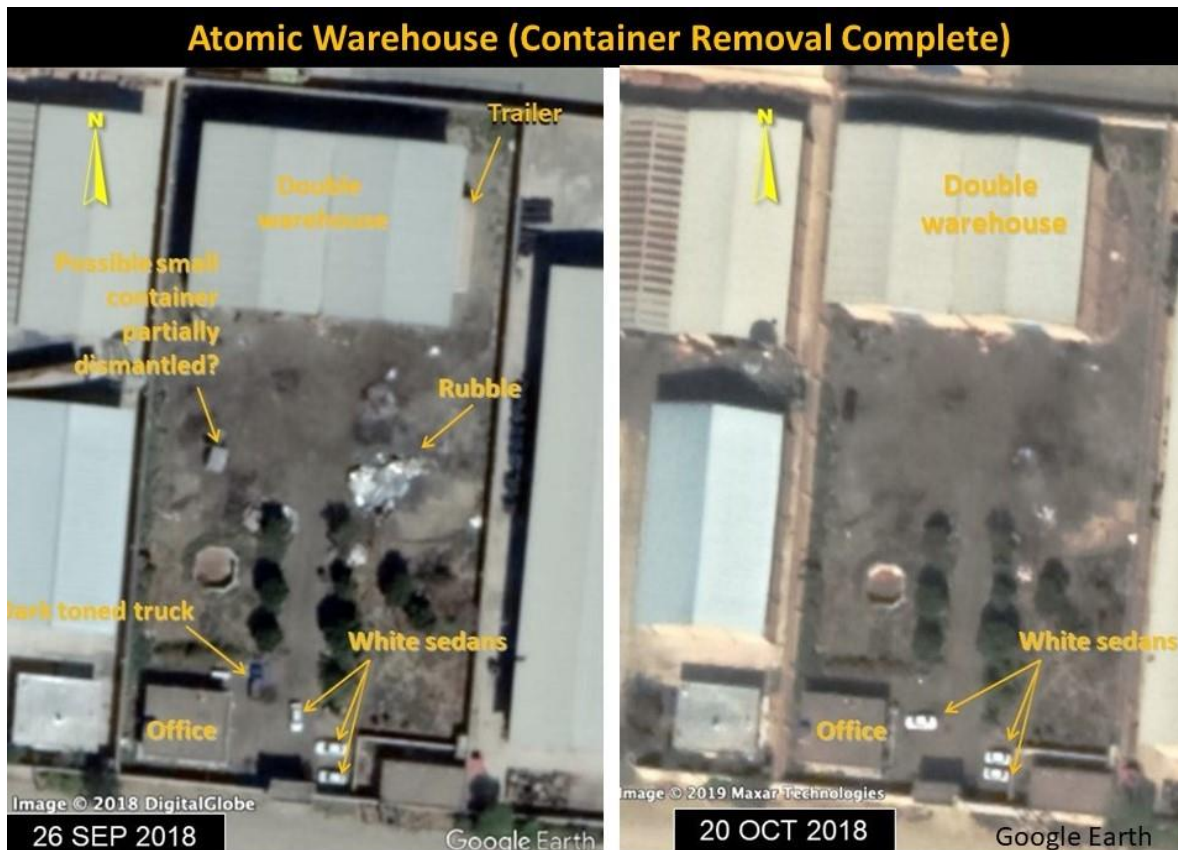 Atomic Warehouse (Container Removal Complete)
N
Trailer
Double
warehouse
Possible small
container
partially
dismantled?
Rubble
Dark toned truck
White sedans
Office
Image © 2018 DigitalGlobe
26 SEP 2018
Google Earth
N
Double
warehouse
White sedans
Office
Image © 2019 Maxar Technologies
20 OCT 2018
Google Earth